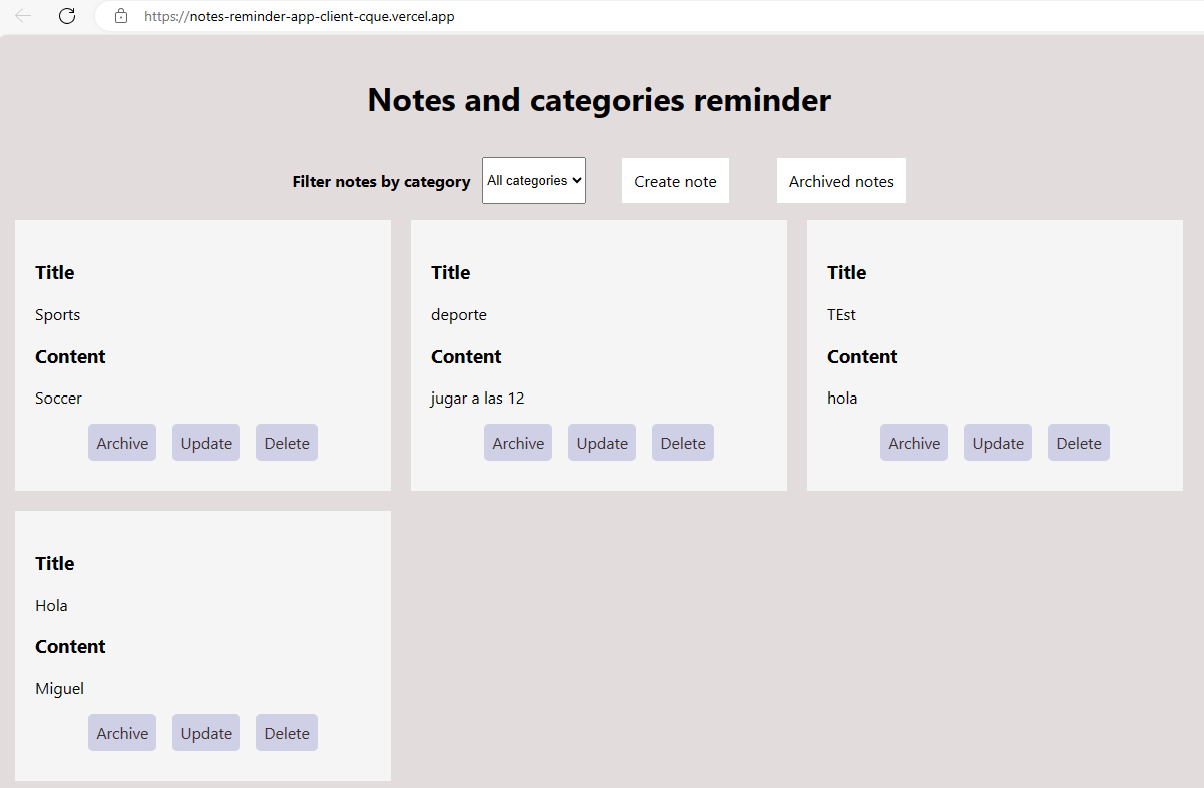 https://notes-reminder-app-client-cque.vercel.app
Notes and categories reminder
Filter notes by category All categories Create note Archived notes
Title
Sports
Content
Soccer
Archive Update Delete
Title
deporte
Content
jugar a las 12
Archive Update Delete
Title
TEst
Content
hola
Archive Update Delete
Title
Hola
Content
Miguel
Archive Update Delete